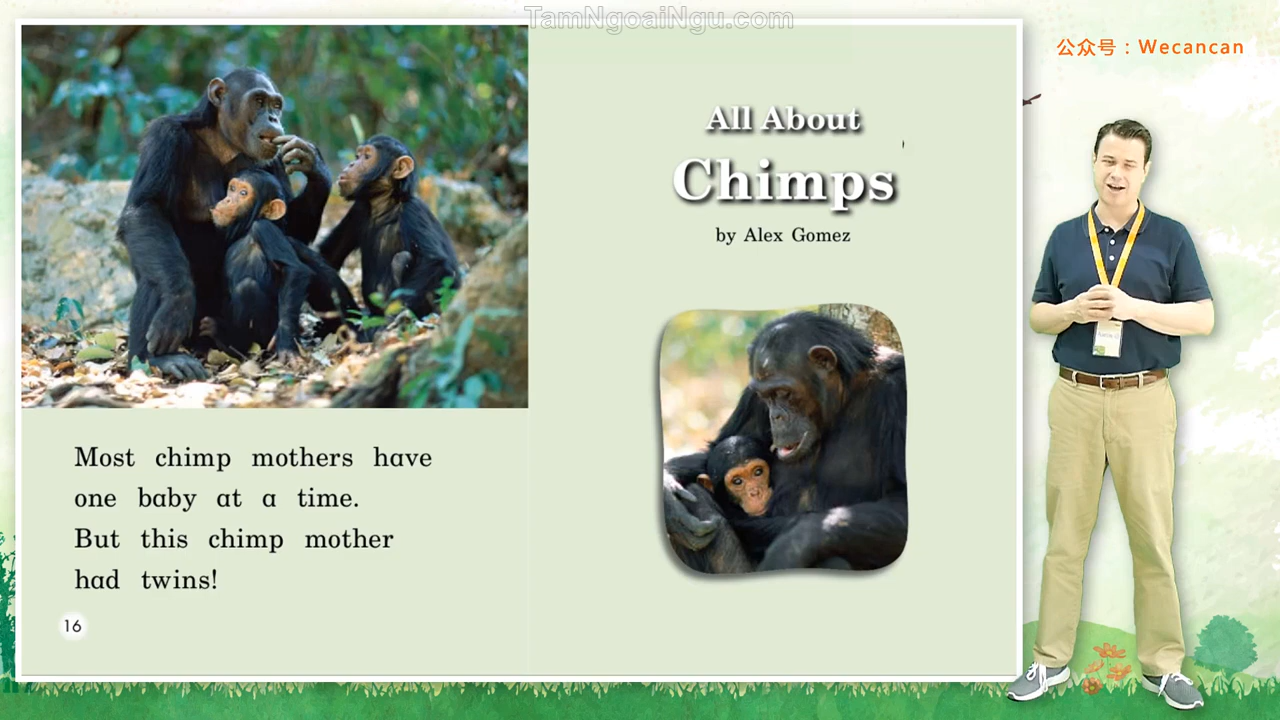 TamNgoaiNgu.com
公众号：Wecancan
All About
Chimps
by Alex Gomez
Most chimp mothers have
one baby at a time.
But this chimp mother
had twins!
16